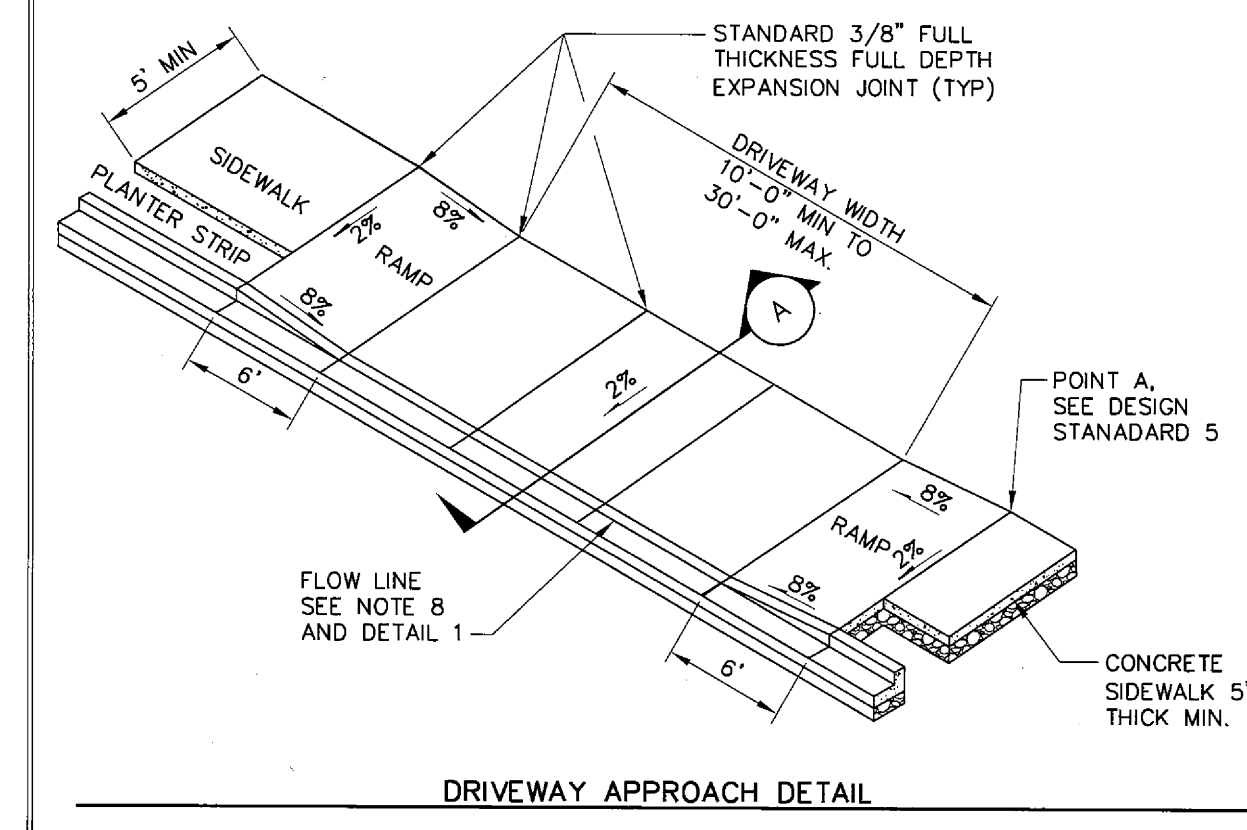 STANDARD 3/8" FULL
THICKNESS FULL DEPTH
EXPANSION JOINT (TYP)
5' MIN
SIDEWALK
PLANTER STRIP
8%
2%
RAMP
8%
6'
DRIVEWAY WIDTH
10'-0" MIN TO
30'-0" MAX.
A
2%
POINT A,
SEE DESIGN
STANADARD 5
8%
RAMP
2%
8%
6'
FLOW LINE
SEE NOTE 8
AND DETAIL 1
CONCRETE
SIDEWALK 5"
THICK MIN.
DRIVEWAY APPROACH DETAIL